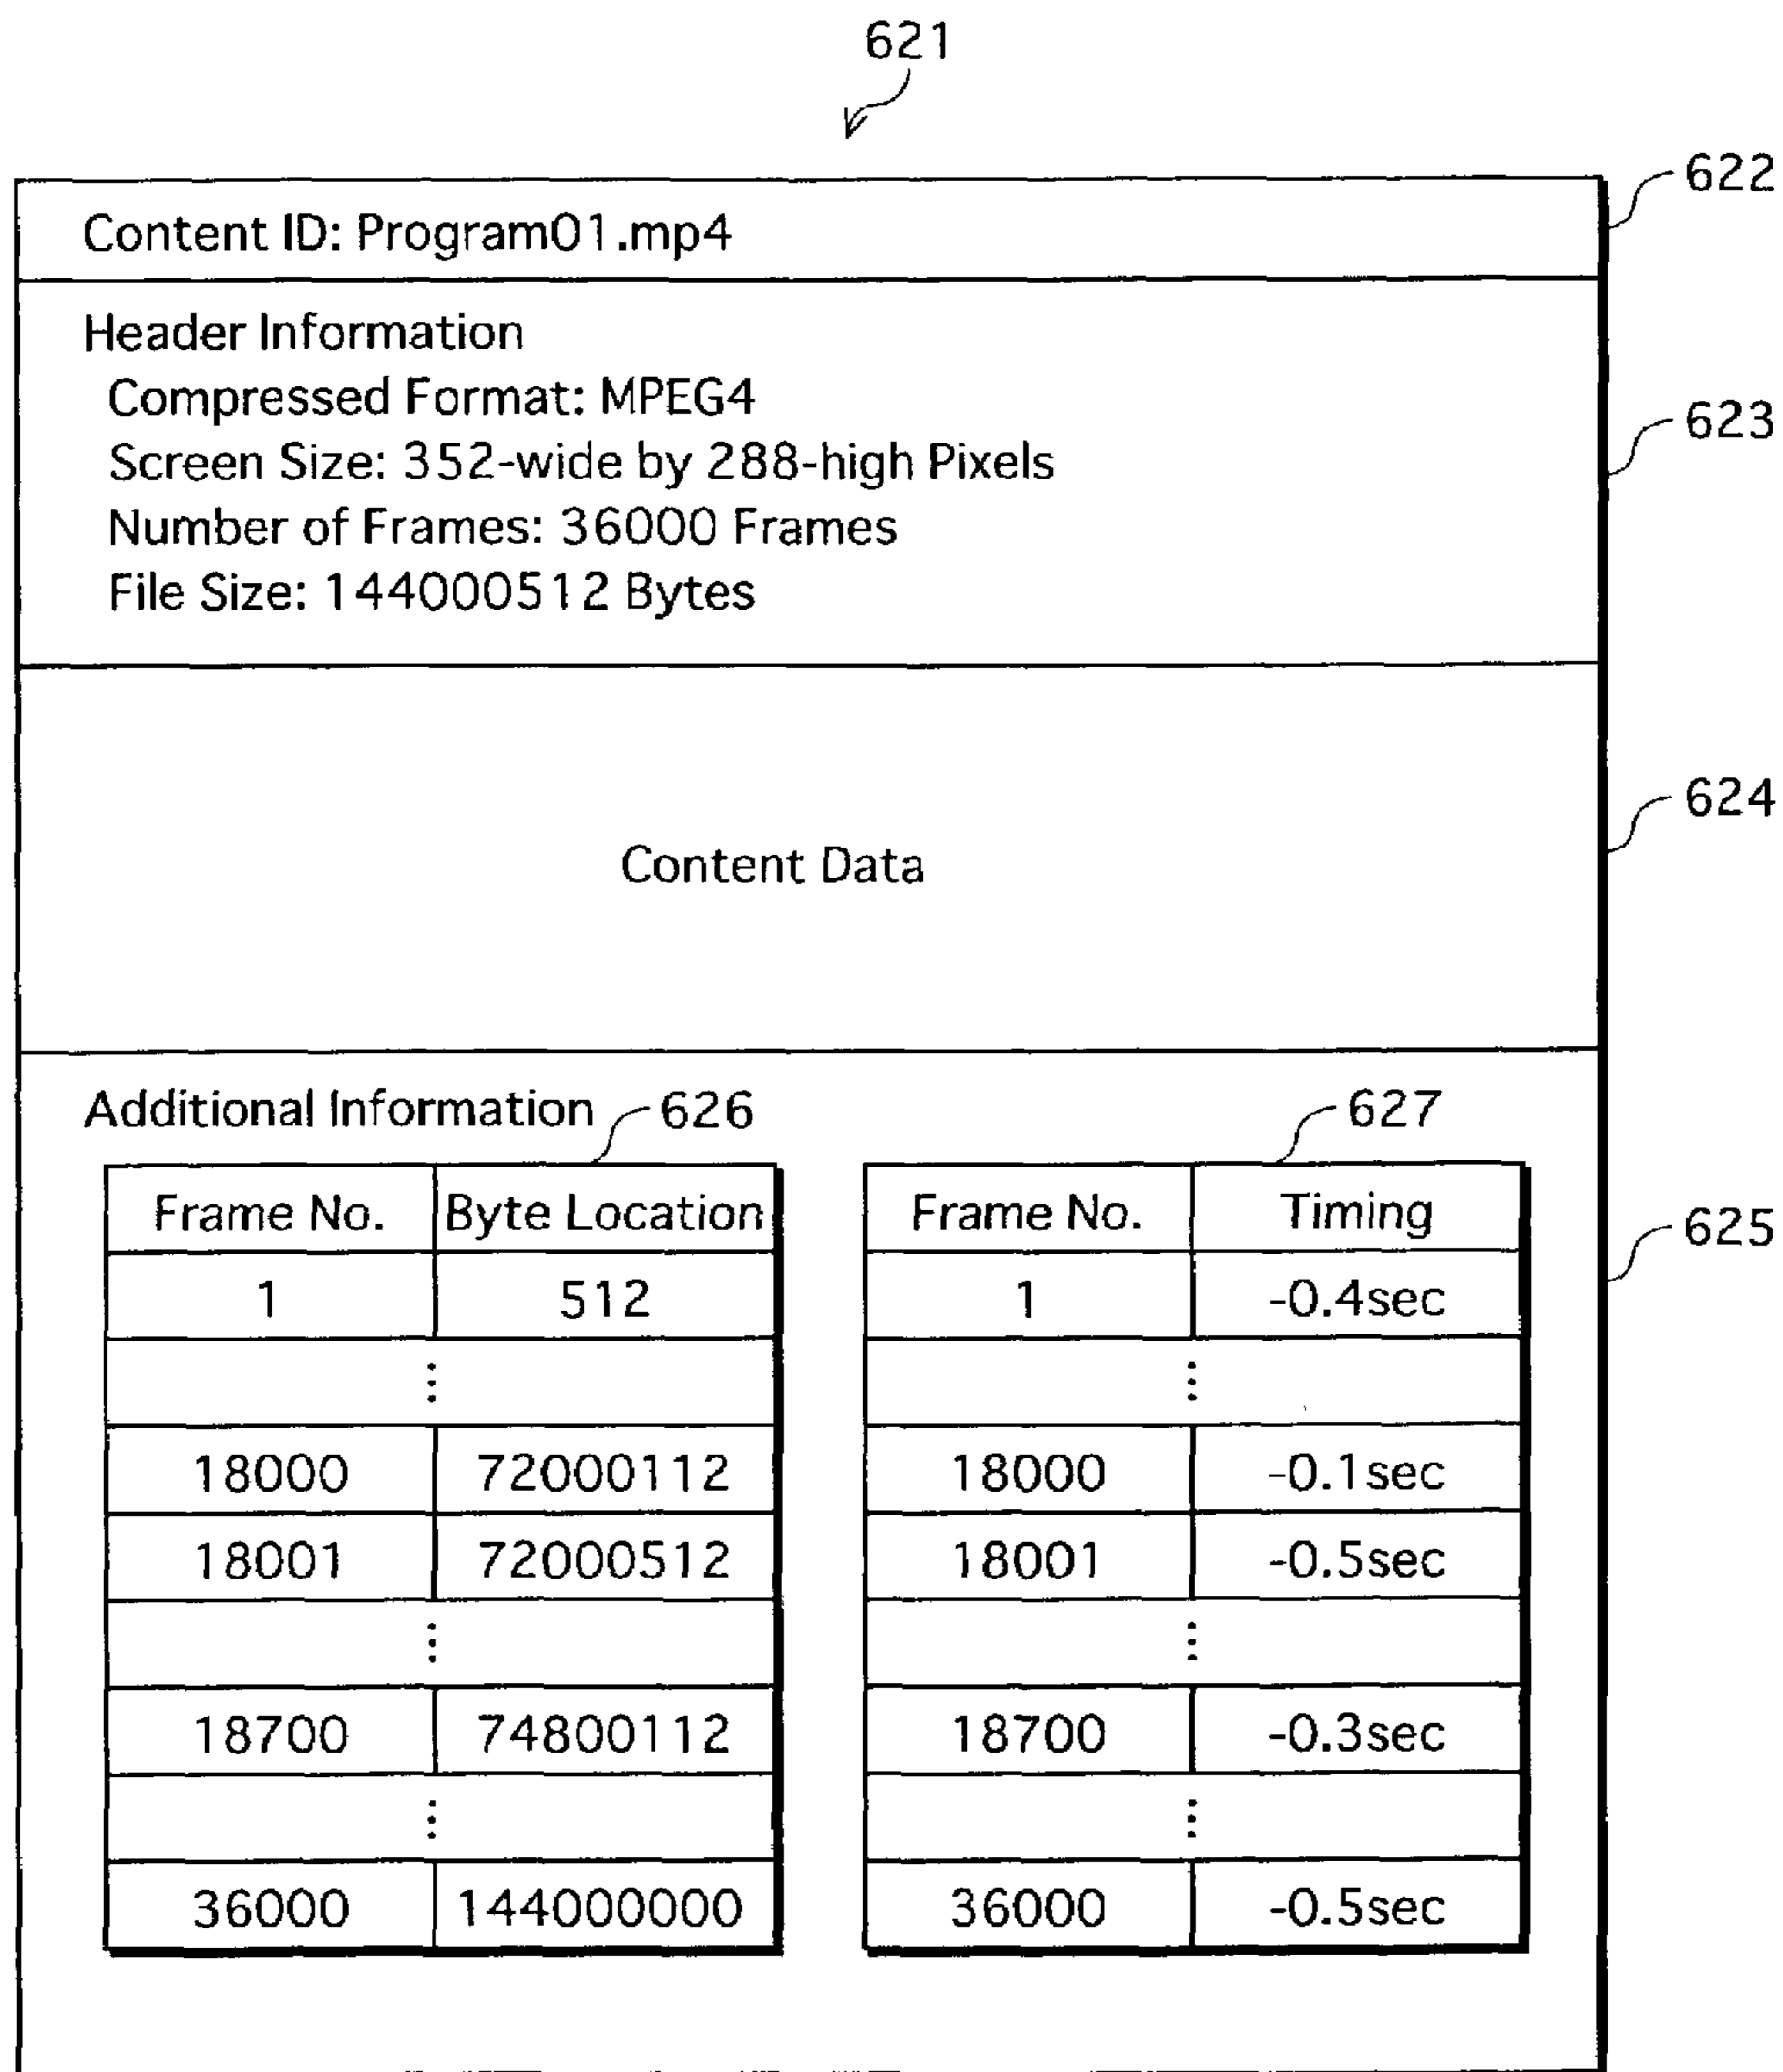 621
622
Content ID: Program01.mp4
Header Information
Compressed Format: MPEG4
623
Screen Size: 352-wide by 288-high Pixels
Number of Frames: 36000 Frames
File Size: 144000512 Bytes
624
Content Data
Additional Information 626 627
Frame No. Byte Location Frame No. Timing
625
1 512 1 -0.4sec
⋮ ⋮
18000 72000112 18000 -0.1sec
18001 72000512 18001 -0.5sec
⋮ ⋮
18700 74800112 18700 -0.3sec
⋮ ⋮
36000 144000000 36000 -0.5sec